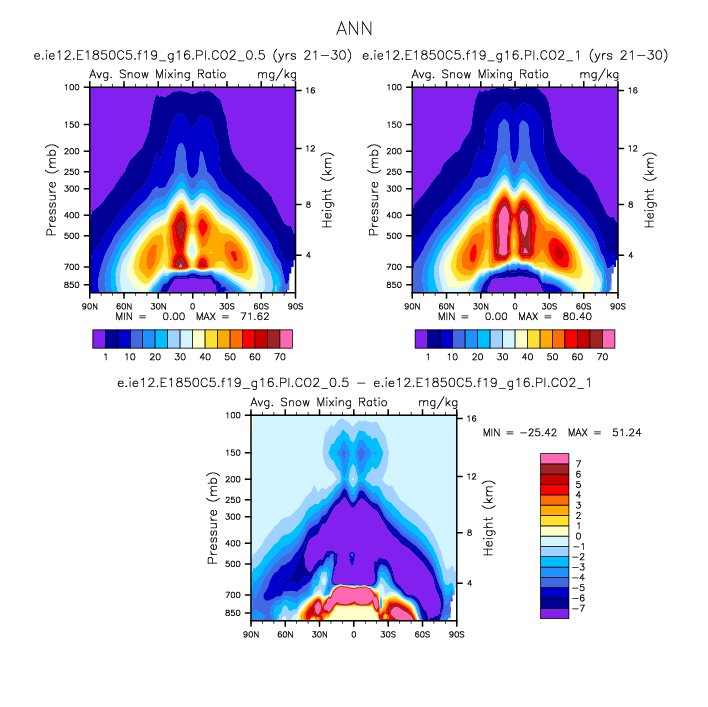 ANN
e.ie12.E1850C5.f19_g16.PI.CO2_0.5 (yrs 21−30) e.ie12.E1850C5.f19_g16.PI.CO2_1 (yrs 21−30)
Avg. Snow Mixing Ratio mg/kg
Pressure (mb)
100
150
200
250
300
400
500
700
850
16
12
8
4
Height (km)
90N 60N 30N 0 30S 60S 90S
MIN = 0.00 MAX = 71.62
1 10 20 30 40 50 60 70
Avg. Snow Mixing Ratio mg/kg
Pressure (mb)
100
150
200
250
300
400
500
700
850
16
12
8
4
Height (km)
90N 60N 30N 0 30S 60S 90S
MIN = 0.00 MAX = 80.40
1 10 20 30 40 50 60 70
e.ie12.E1850C5.f19_g16.PI.CO2_0.5 − e.ie12.E1850C5.f19_g16.PI.CO2_1
Avg. Snow Mixing Ratio mg/kg
Pressure (mb)
100
150
200
250
300
400
500
700
850
16
12
8
4
Height (km)
90N 60N 30N 0 30S 60S 90S
MIN = −25.42 MAX = 51.24
7
6
5
4
3
2
1
0
−1
−2
−3
−4
−5
−6
−7